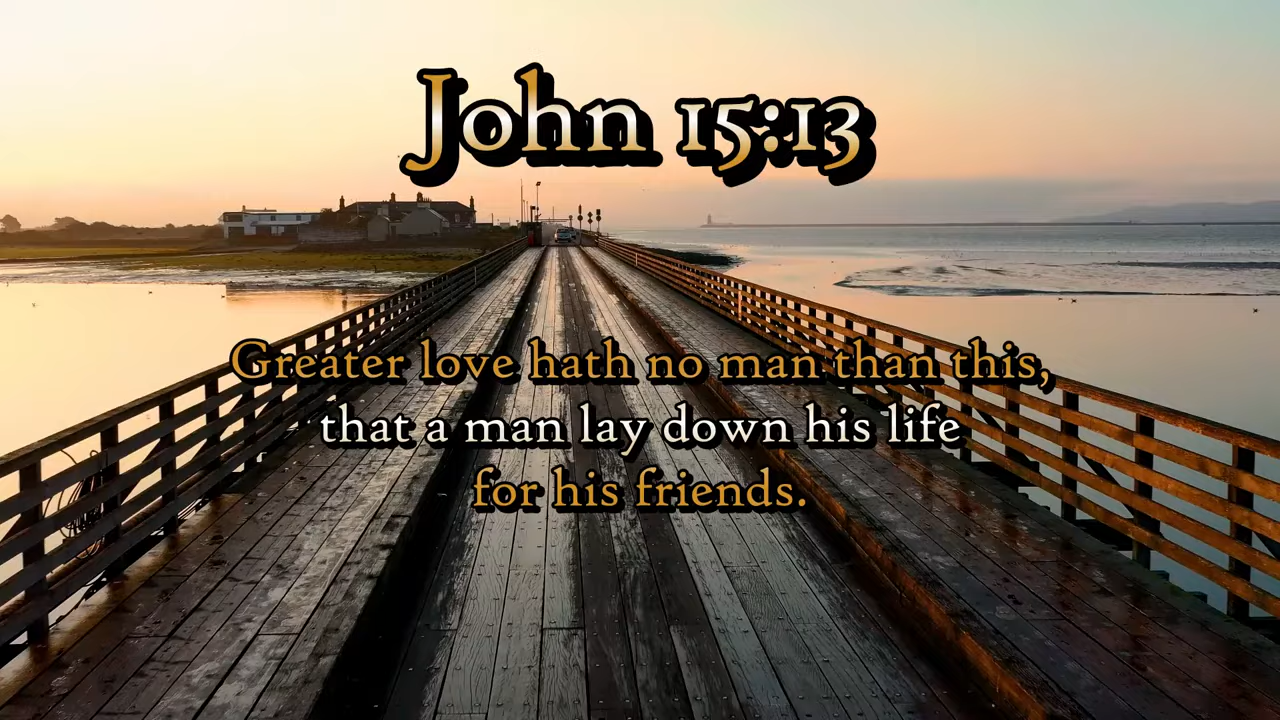 John 15:13
Greater love hath no man than this,
that a man lay down his life
for his friends.